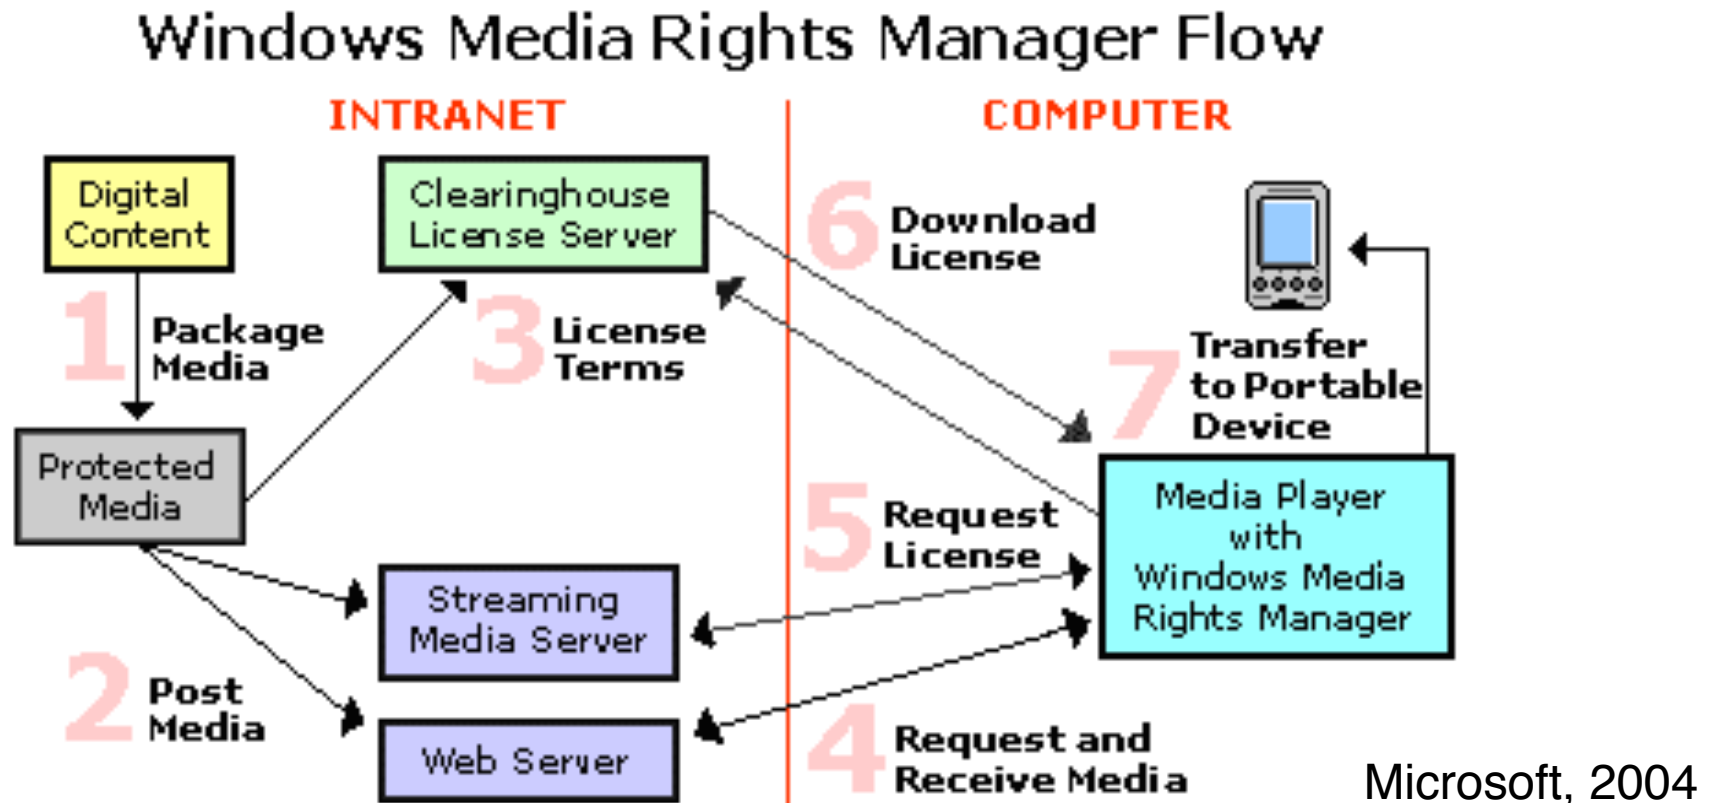 Windows Media Rights Manager Flow
INTRANET
COMPUTER
Digital
Content
Clearinghouse
License Server
6
Download
License
1
Package
Media
3
License
Terms
7
Transfer
to Portable
Device
Protected
Media
5
Request
License
Media Player
with
Windows Media
Rights Manager
Streaming
Media Server
2
Post
Media
Web Server
4
Request and
Receive Media
Microsoft, 2004